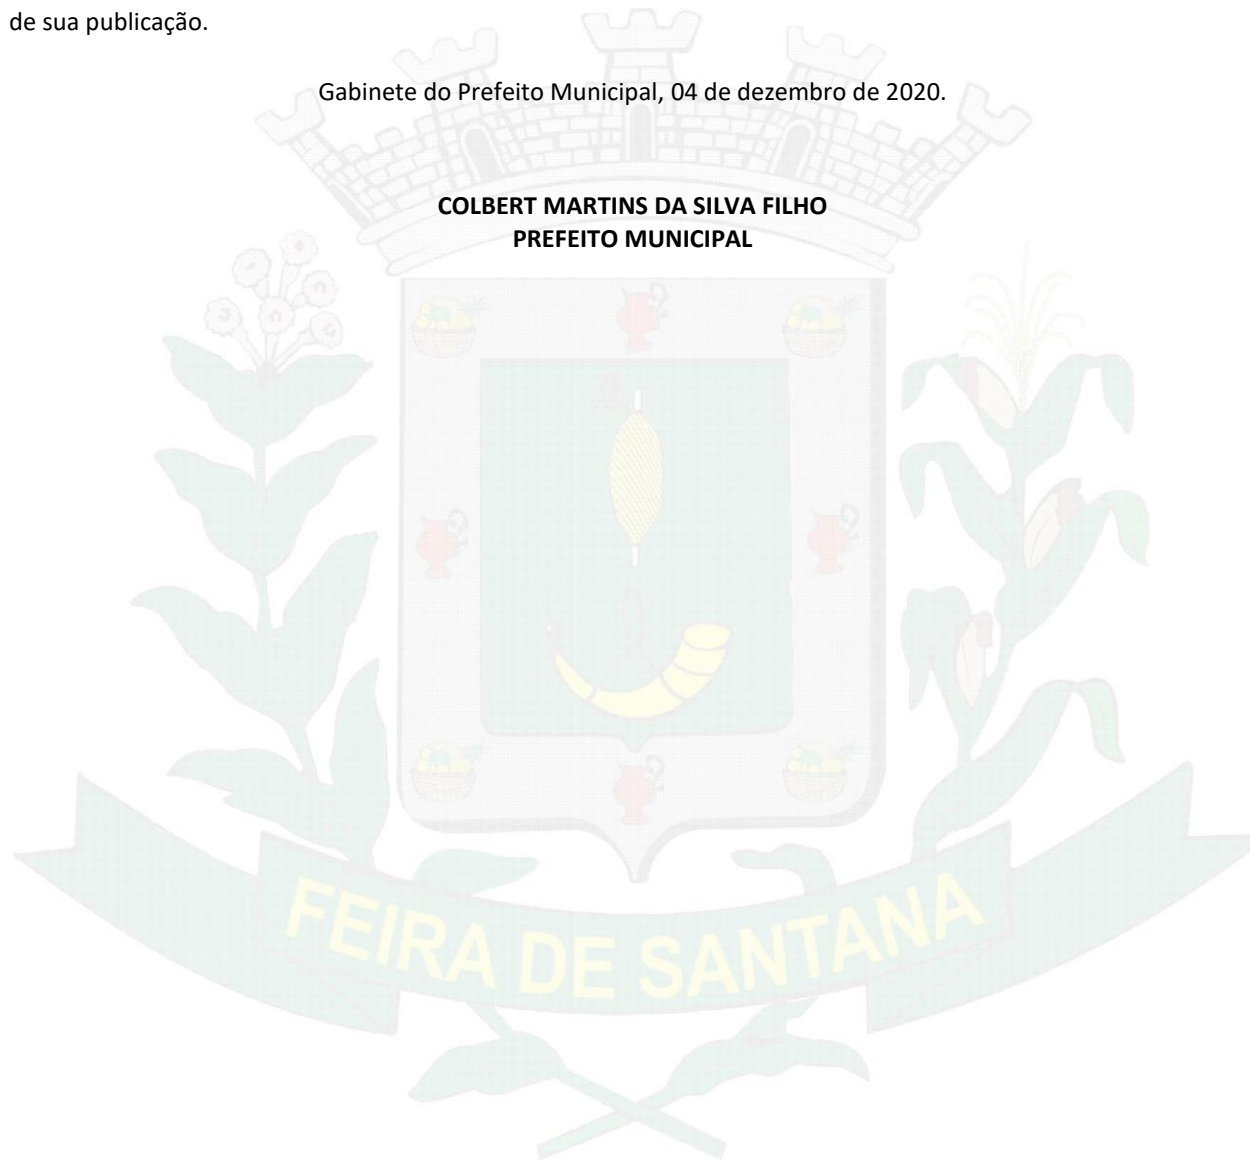 de sua publicação.
Gabinete do Prefeito Municipal, 04 de dezembro de 2020.
COLBERT MARTINS DA SILVA FILHO
PREFEITO MUNICIPAL
FEIRA DE SANTANA